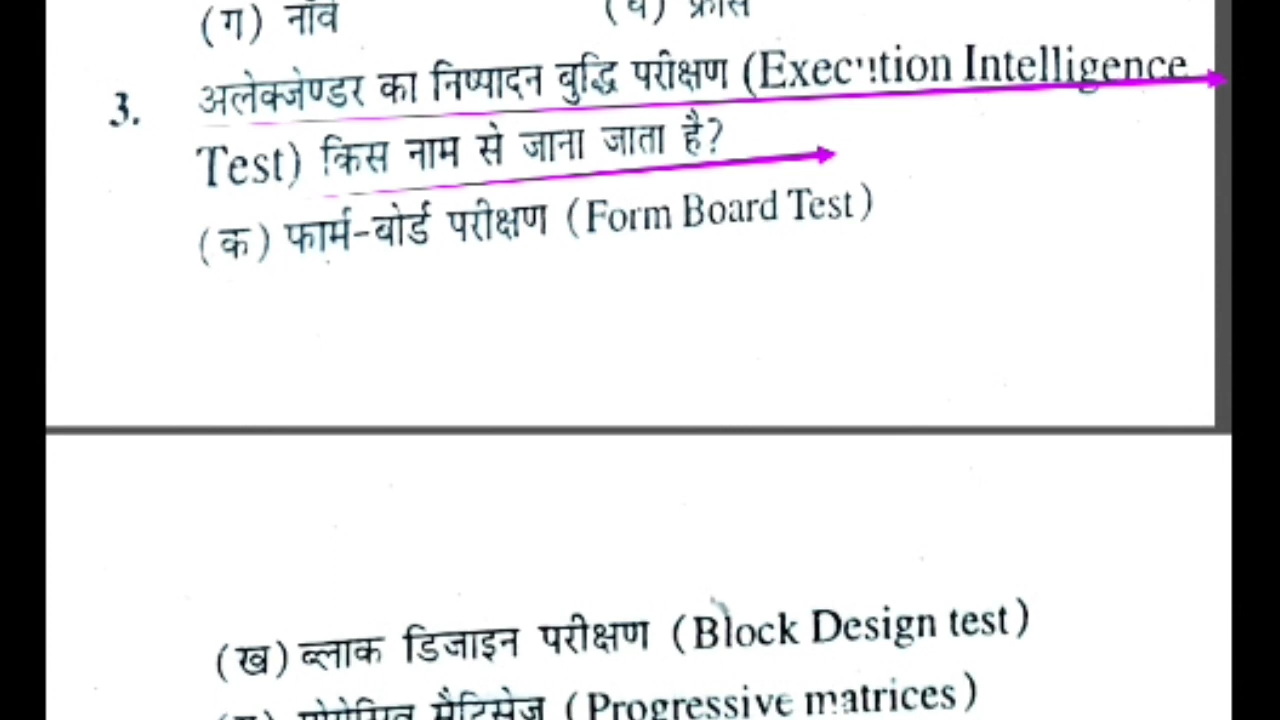 (ग) नॉव
3. अलेक्जेण्डर का निष्पादन बुद्धि परीक्षण (Execution Intelligence
Test) किस नाम से जाना जाता है?
(क) फार्म-बोर्ड परीक्षण (Form Board Test)
(ख) ब्लाक डिजाइन परीक्षण (Block Design test)
मैट्रिसेज (Progressive matrices)